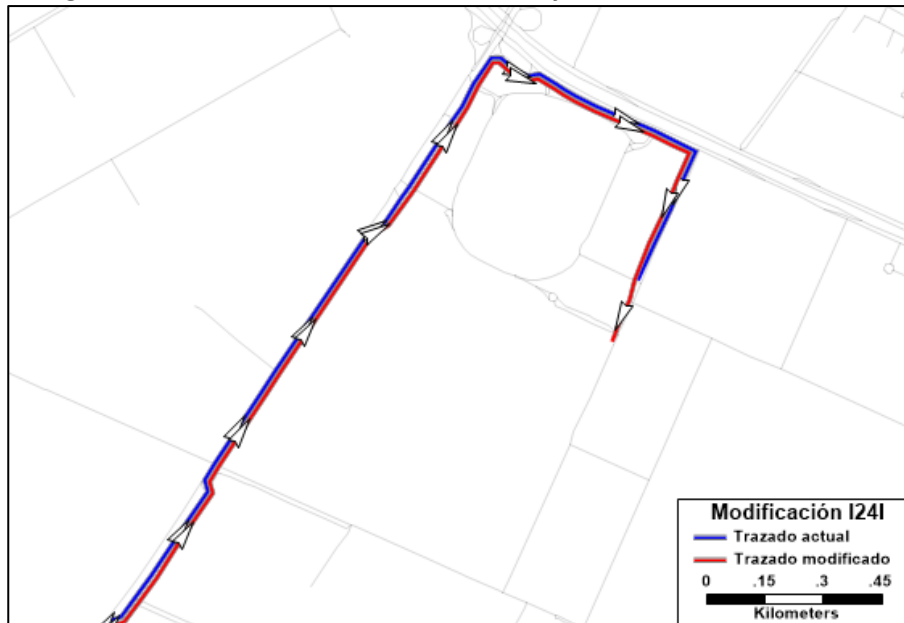 Modificación I24I
Trazado actual
Trazado modificado
0 .15 .3 .45
Kilometers